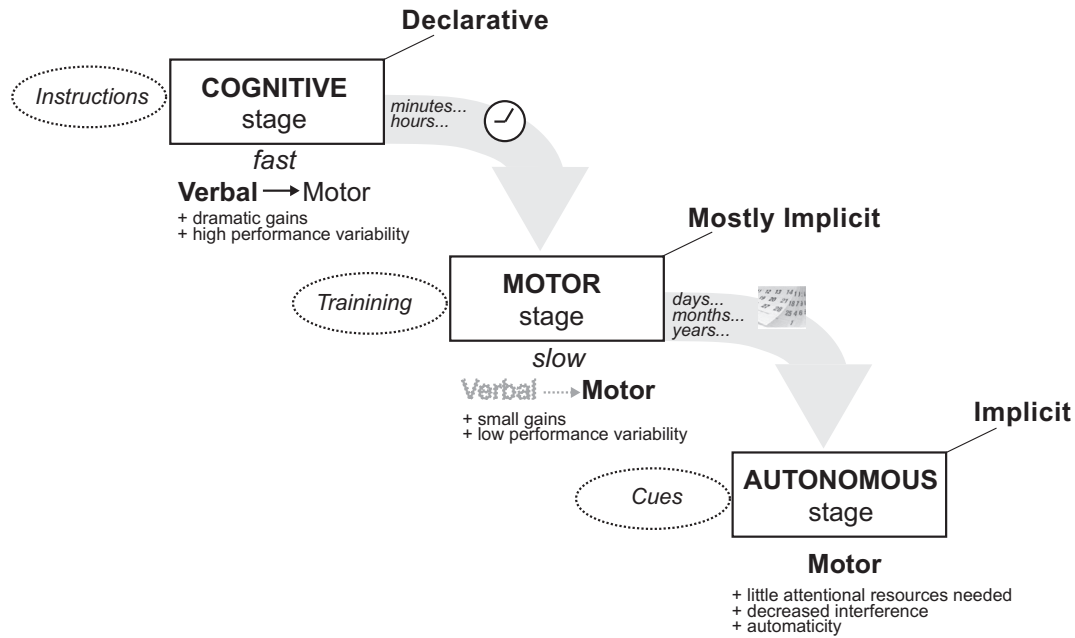 Declarative
Instructions
COGNITIVE
stage
minutes...
hours...
fast
Verbal → Motor
+ dramatic gains
+ high performance variability
Mostly Implicit
Trainining
MOTOR
stage
days...
months...
years...
slow
Verbal → Motor
+ small gains
+ low performance variability
Implicit
Cues
AUTONOMOUS
stage
Motor
+ little attentional resources needed
+ decreased interference
+ automaticity